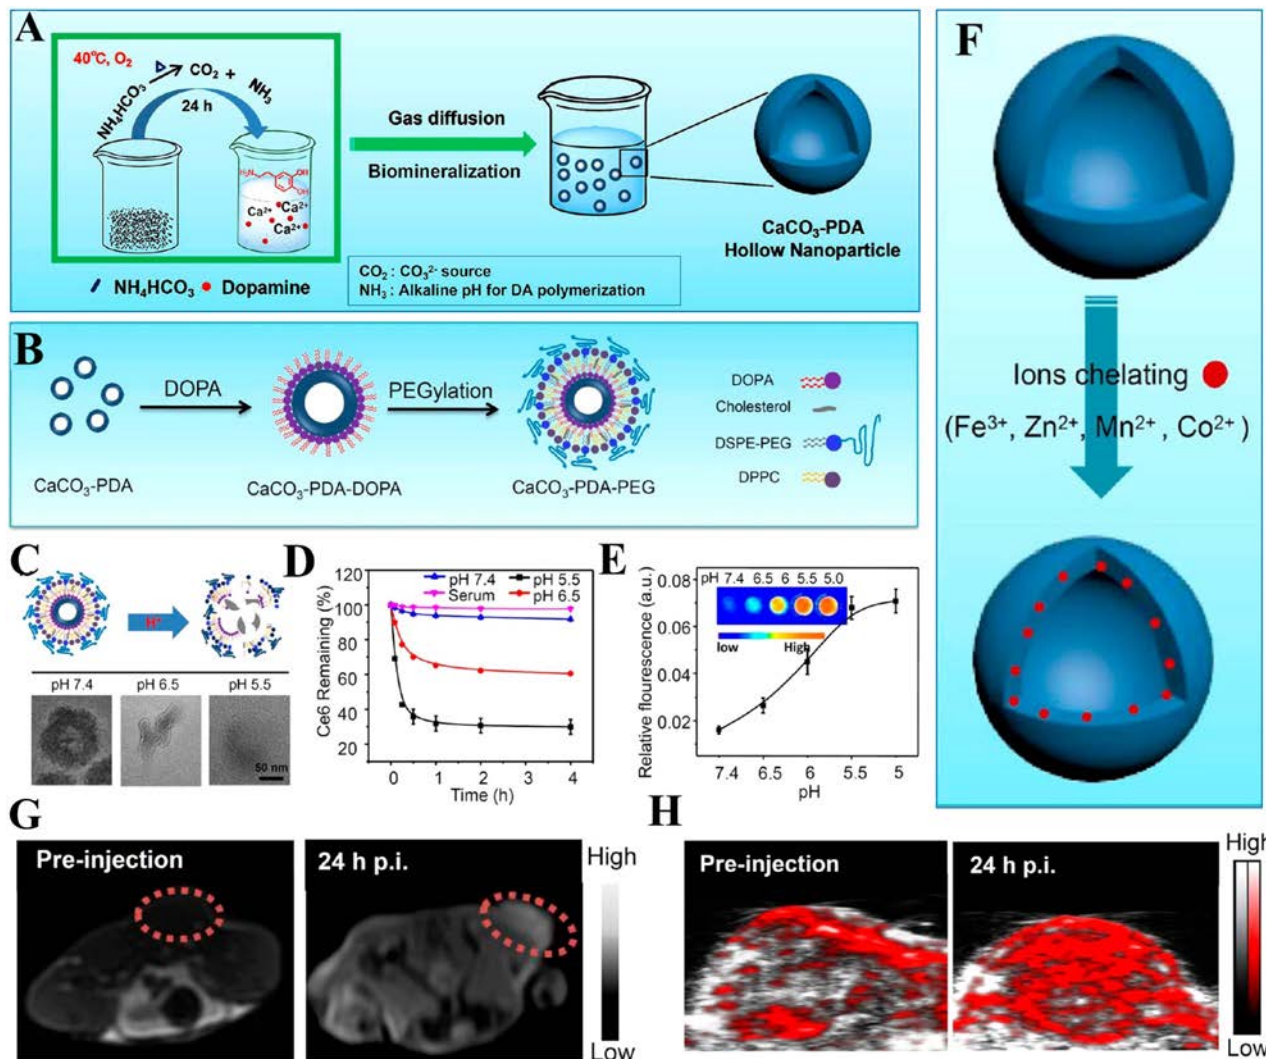 A
40°C, O₂
NH₄HCO₃
CO₂ +
NH₃
24 h
H₂N
OH
OH
Ca²⁺
Ca²⁺
Ca²⁺
NH₄HCO₃ Dopamine
Gas diffusion
Biomineralization
CO₂ : CO₃²⁻ source
NH₃ : Alkaline pH for DA polymerization
CaCO₃-PDA
Hollow Nanoparticle
B
DOPA
PEGylation
CaCO₃-PDA
CaCO₃-PDA-DOPA
CaCO₃-PDA-PEG
DOPA
Cholesterol
DSPE-PEG
DPPC
C
H⁺
pH 7.4 pH 6.5 pH 5.5
50 nm
D
Ce6 Remaining (%)
120
100
80
60
40
20
pH 7.4 pH 5.5
Serum pH 6.5
0 1 2 3 4
Time (h)
E
Relative flourescence (a.u.)
0.08
0.06
0.04
0.02
pH 7.4 6.5 6 5.5 5.0
low High
7.4 6.5 6 5.5 5
pH
F
Ions chelating
(Fe³⁺, Zn²⁺, Mn²⁺ , Co²⁺ )
G
Pre-injection
24 h p.i.
High
Low
H
Pre-injection
24 h p.i.
High
Low